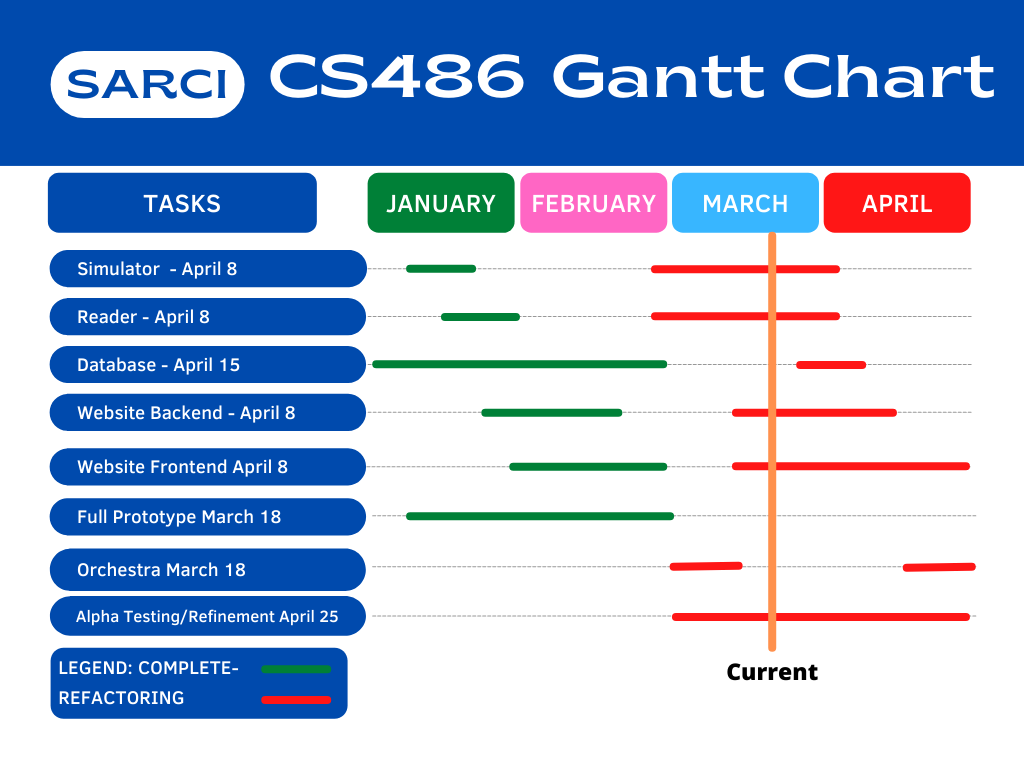 SARCI CS486 Gantt Chart
TASKS JANUARY FEBRUARY MARCH APRIL
Simulator - April 8
Reader - April 8
Database - April 15
Website Backend - April 8
Website Frontend April 8
Full Prototype March 18
Orchestra March 18
Alpha Testing/Refinement April 25
LEGEND: COMPLETE-
REFACTORING
Current